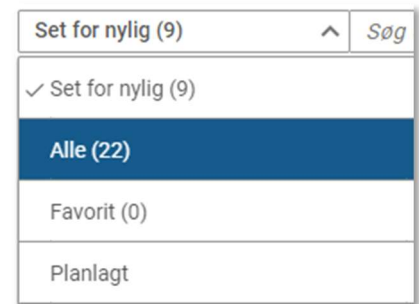 Set for nylig (9) Søg
Set for nylig (9)
Alle (22)
Favorit (0)
Planlagt